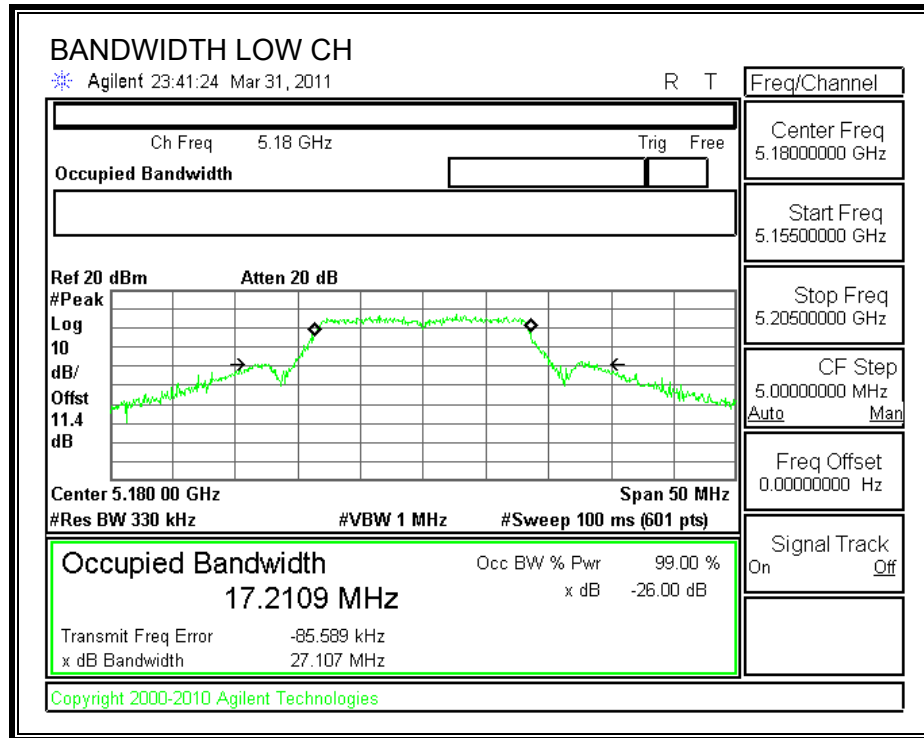 BANDWIDTH LOW CH
Agilent 23:41:24 Mar 31, 2011 R T
Freq/Channel
Ch Freq 5.18 GHz Trig Free
Occupied Bandwidth
Center Freq
5.18000000 GHz
Start Freq
5.15500000 GHz
Stop Freq
5.20500000 GHz
CF Step
5.00000000 MHz
Auto Man
Freq Offset
0.00000000 Hz
Signal Track
On Off
Ref 20 dBm Atten 20 dB
#Peak
Log
10
dB/
Offst
11.4
dB
Center 5.180 00 GHz Span 50 MHz
#Res BW 330 kHz #VBW 1 MHz #Sweep 100 ms (601 pts)
Occupied Bandwidth Occ BW % Pwr 99.00 %
17.2109 MHz x dB -26.00 dB
Transmit Freq Error -85.589 kHz
x dB Bandwidth 27.107 MHz
Copyright 2000-2010 Agilent Technologies